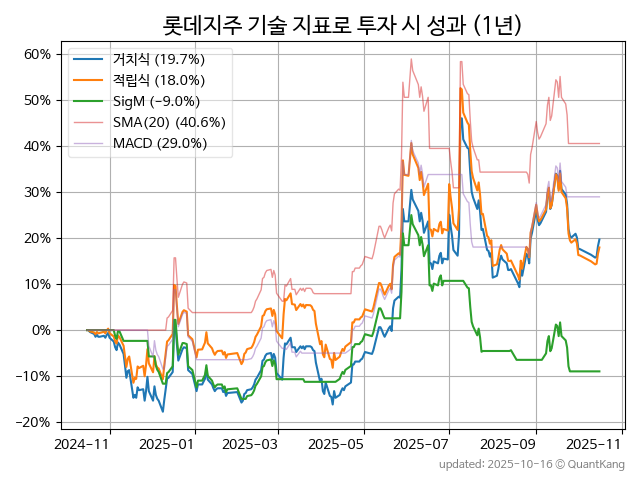 롯데지주 기술 지표로 투자 시 성과 (1년)
거치식 (19.7%)
적립식 (18.0%)
SigM (−9.0%)
SMA(20) (40.6%)
MACD (29.0%)
60%
50%
40%
30%
20%
10%
0%
−10%
−20%
2024-11
2025-01
2025-03
2025-05
2025-07
2025-09
2025-11
updated: 2025-10-16 © QuantKang